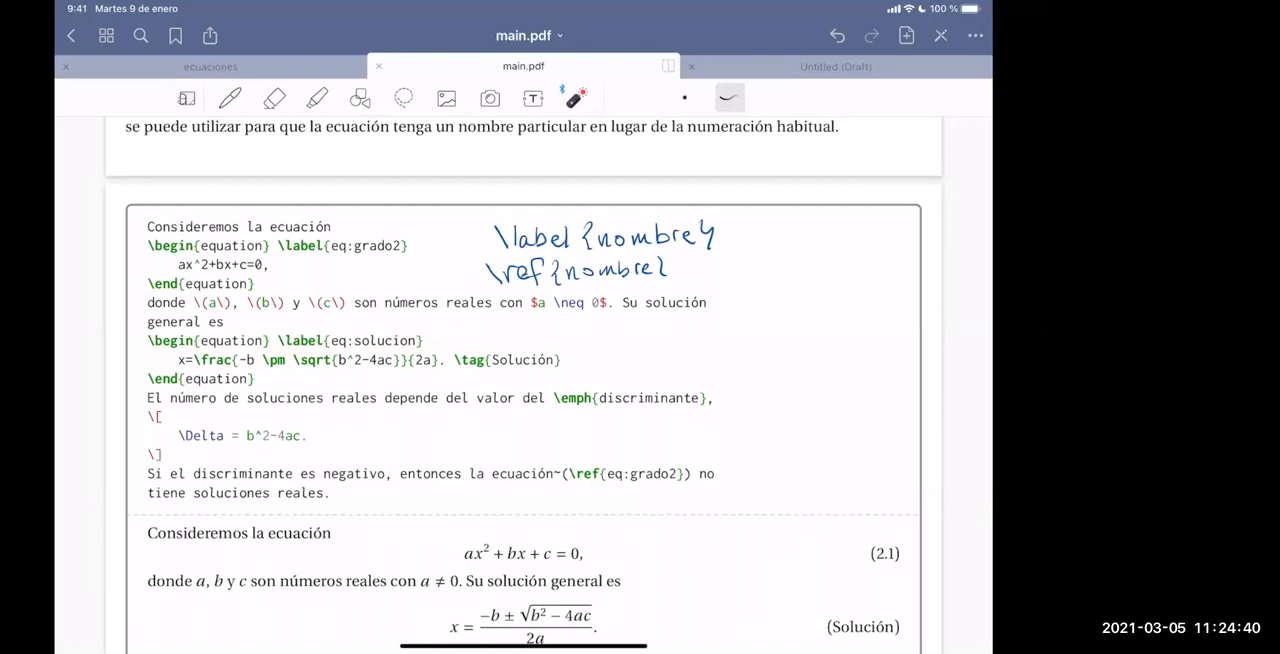 9:41 Martes 9 de enero
100 %
main.pdf
ecuaciones
main.pdf
Untitled (Draft)
se puede utilizar para que la ecuación tenga un nombre particular en lugar de la numeración habitual.
Consideremos la ecuación
\begin{equation} \label{eq:grado2}
ax^2+bx+c=0,
\end{equation}
\label {nombre}
\ref {nombre}
donde \(a\), \(b\) y \(c\) son números reales con $a \neq 0$. Su solución
general es
\begin{equation} \label{eq:solucion}
x=\frac{-b \pm \sqrt{b^2-4ac}}{2a}. \tag{Solución}
\end{equation}
El número de soluciones reales depende del valor del \emph{discriminante},
\[
\Delta = b^2-4ac.
\]
Si el discriminante es negativo, entonces la ecuación~(\ref{eq:grado2}) no
tiene soluciones reales.
Consideremos la ecuación
ax² + bx + c = 0, (2.1)
donde a, b y c son números reales con a ≠ 0. Su solución general es
x = −b ± √b² − 4ac / 2a. (Solución)
2021-03-05 11:24:40